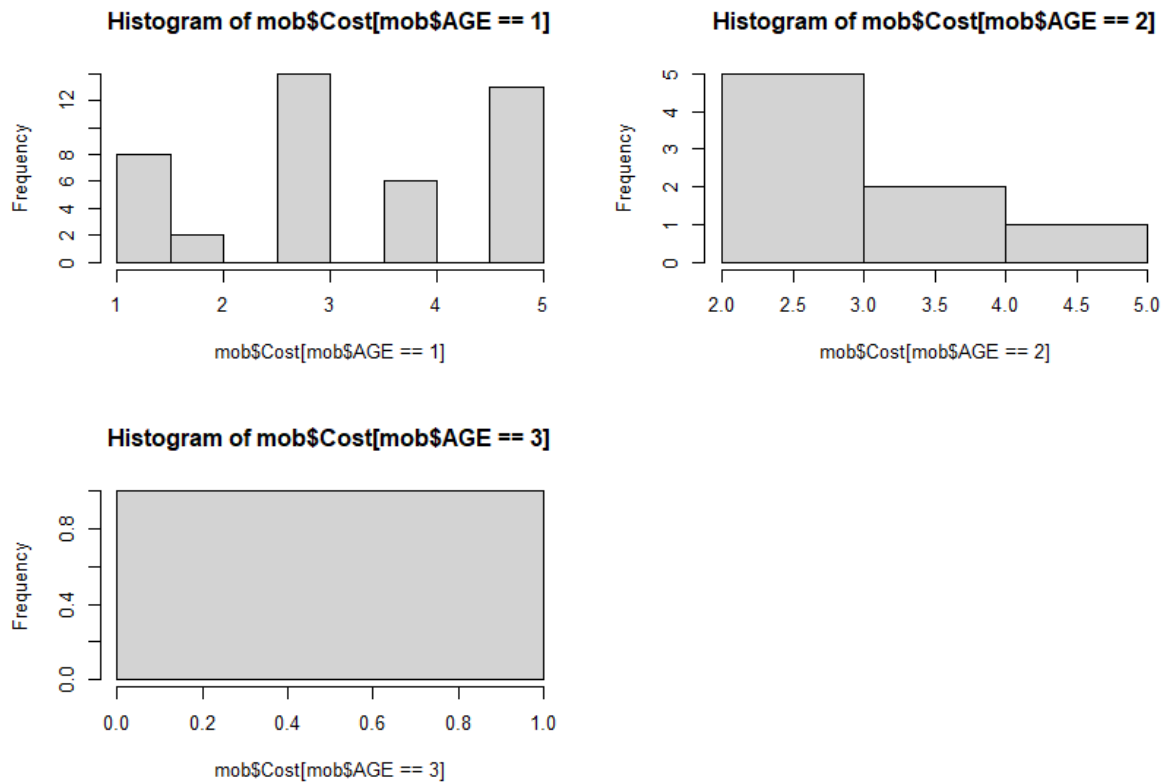 Histogram of mob$Cost[mob$AGE == 1]
Frequency
0 2 4 6 8 12
1 2 3 4 5
mob$Cost[mob$AGE == 1]
Histogram of mob$Cost[mob$AGE == 2]
Frequency
0 1 2 3 4 5
2.0 2.5 3.0 3.5 4.0 4.5 5.0
mob$Cost[mob$AGE == 2]
Histogram of mob$Cost[mob$AGE == 3]
Frequency
0.0 0.4 0.8
0.0 0.2 0.4 0.6 0.8 1.0
mob$Cost[mob$AGE == 3]